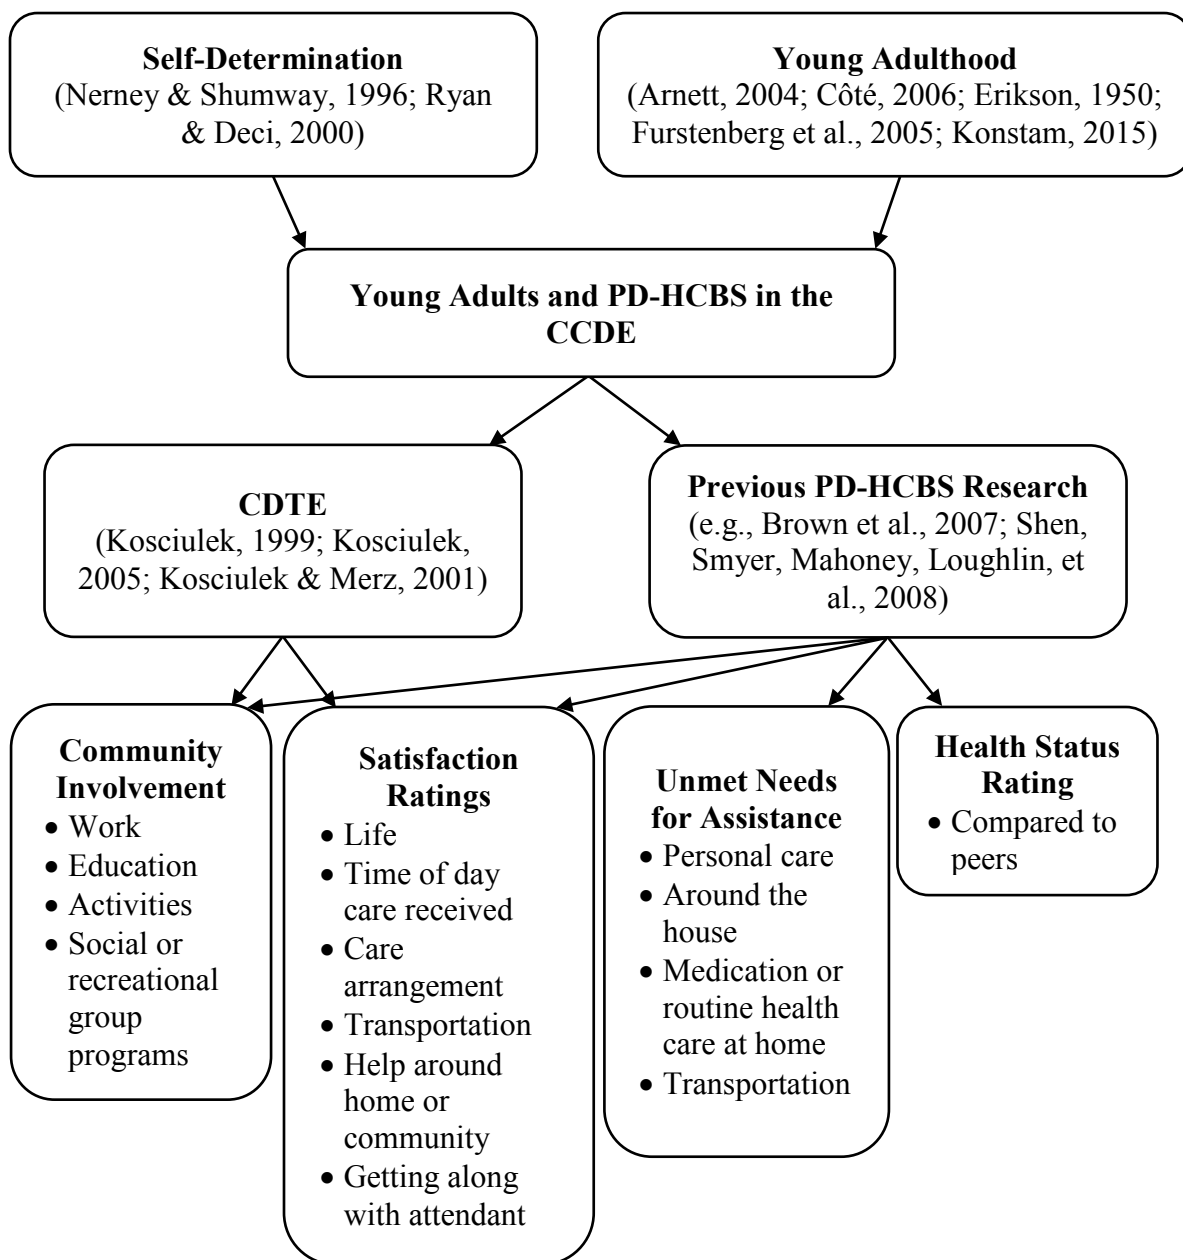 Self-Determination
(Nerney & Shumway, 1996; Ryan
& Deci, 2000)
Young Adulthood
(Arnett, 2004; Côté, 2006; Erikson, 1950;
Furstenberg et al., 2005; Konstam, 2015)
Young Adults and PD-HCBS in the
CCDE
CDTE
(Kosciulek, 1999; Kosciulek,
2005; Kosciulek & Merz, 2001)
Previous PD-HCBS Research
(e.g., Brown et al., 2007; Shen,
Smyer, Mahoney, Loughlin, et
al., 2008)
Community
Involvement
• Work
• Education
• Activities
• Social or
recreational
group
programs
Satisfaction
Ratings
• Life
• Time of day
care received
• Care
arrangement
• Transportation
• Help around
home or
community
• Getting along
with attendant
Unmet Needs
for Assistance
• Personal care
• Around the
house
• Medication or
routine health
care at home
• Transportation
Health Status
Rating
• Compared to
peers